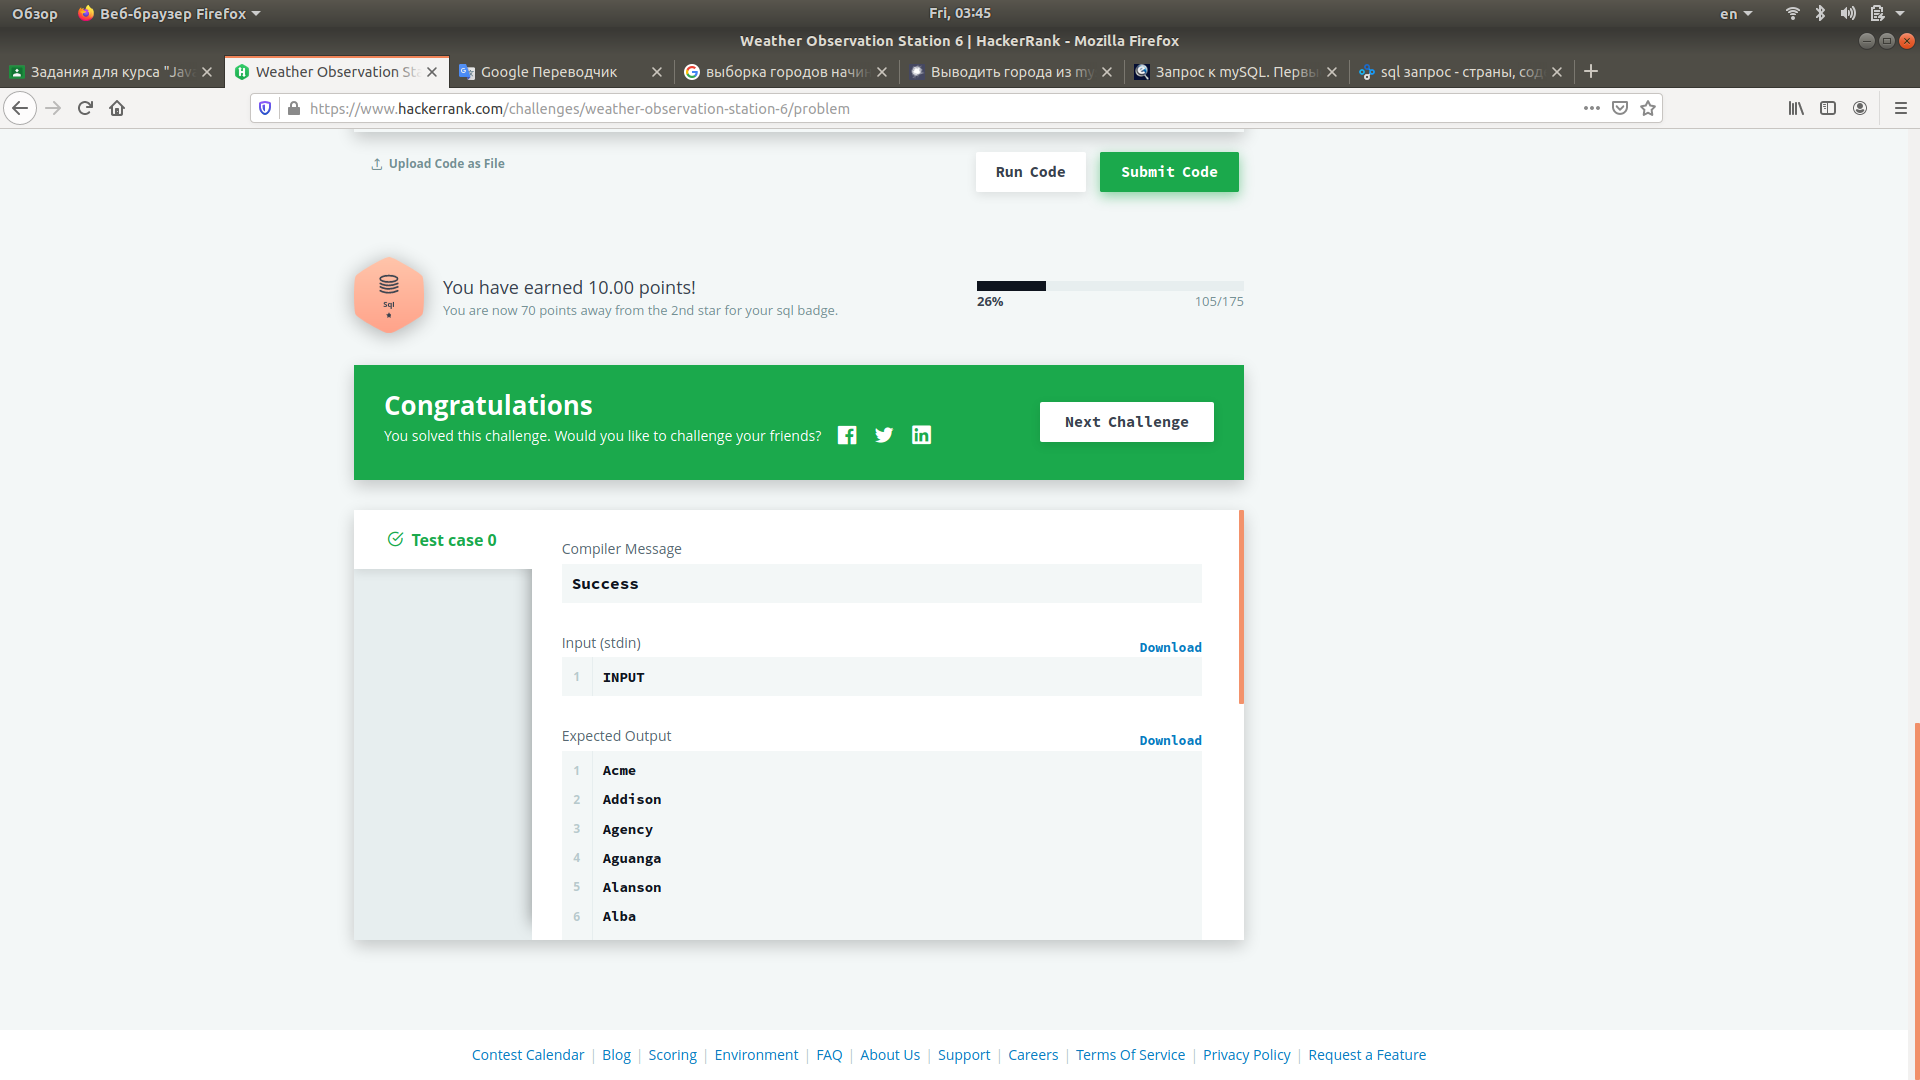 Обзор Веб-браузер Firefox Fri, 03:45 en
Weather Observation Station 6 | HackerRank - Mozilla Firefox
Задания для курса "Jav Weather Observation St Google Переводчик выборка городов начи Выводить города из my Запрос к mySQL. Первы sql запрос - страны, сод
https://www.hackerrank.com/challenges/weather-observation-station-6/problem
Upload Code as File
Run Code Submit Code
Sql
You have earned 10.00 points!
You are now 70 points away from the 2nd star for your sql badge.
26% 105/175
Congratulations
You solved this challenge. Would you like to challenge your friends?
Next Challenge
Test case 0
Compiler Message
Success
Input (stdin) Download
1 INPUT
Expected Output Download
1 Acme
2 Addison
3 Agency
4 Aguanga
5 Alanson
6 Alba
Contest Calendar | Blog | Scoring | Environment | FAQ | About Us | Support | Careers | Terms Of Service | Privacy Policy | Request a Feature